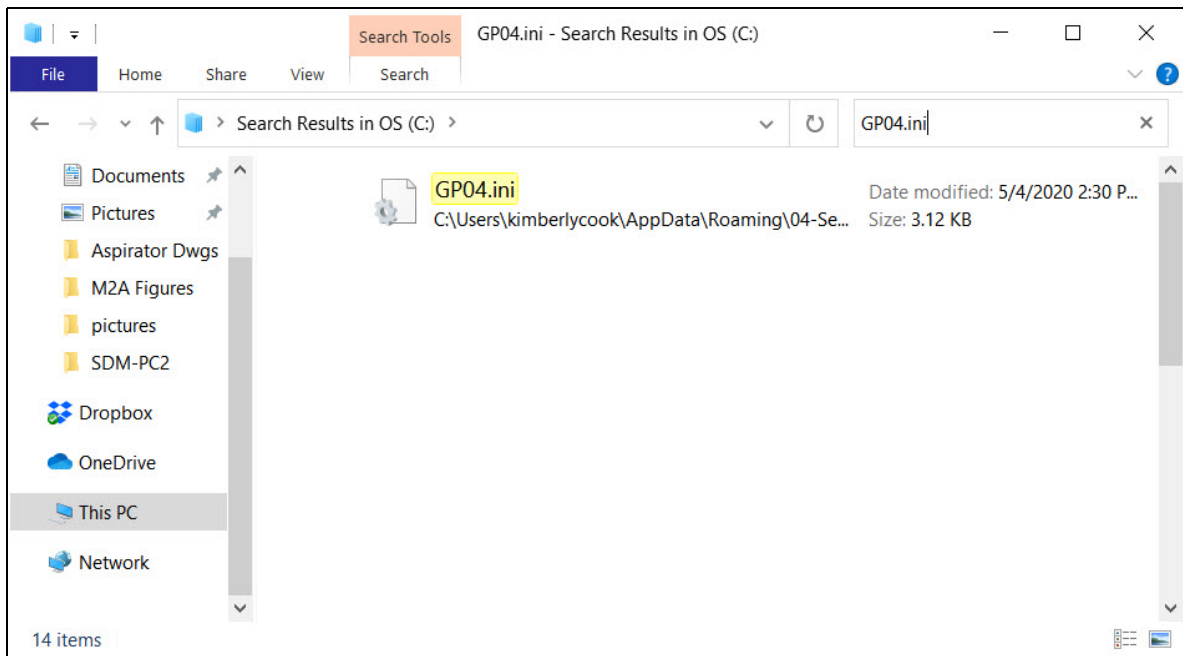 Search Tools
GP04.ini - Search Results in OS (C:)
File Home Share View Search
?
> Search Results in OS (C:) >
GP04.ini
Documents
Pictures
Aspirator Dwgs
M2A Figures
pictures
SDM-PC2
Dropbox
OneDrive
This PC
Network
GP04.ini
C:\Users\kimberlycook\AppData\Roaming\04-Se...
Date modified: 5/4/2020 2:30 P...
Size: 3.12 KB
14 items